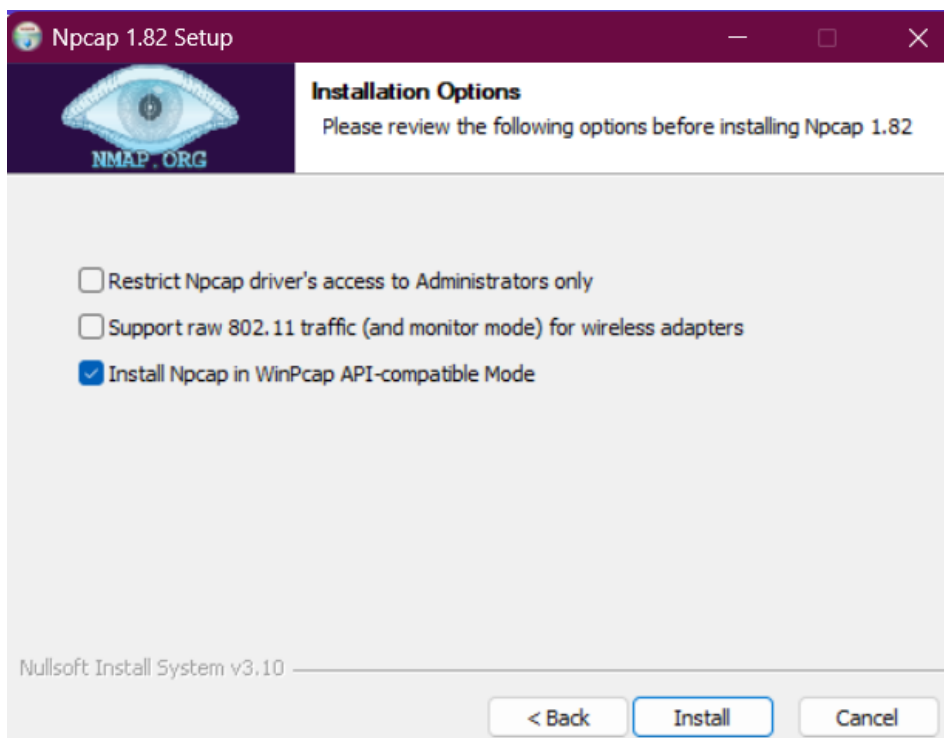 Npcap 1.82 Setup
NMAP.ORG
Installation Options
Please review the following options before installing Npcap 1.82
Restrict Npcap driver's access to Administrators only
Support raw 802.11 traffic (and monitor mode) for wireless adapters
Install Npcap in WinPcap API-compatible Mode
Nullsoft Install System v3.10
< Back
Install
Cancel